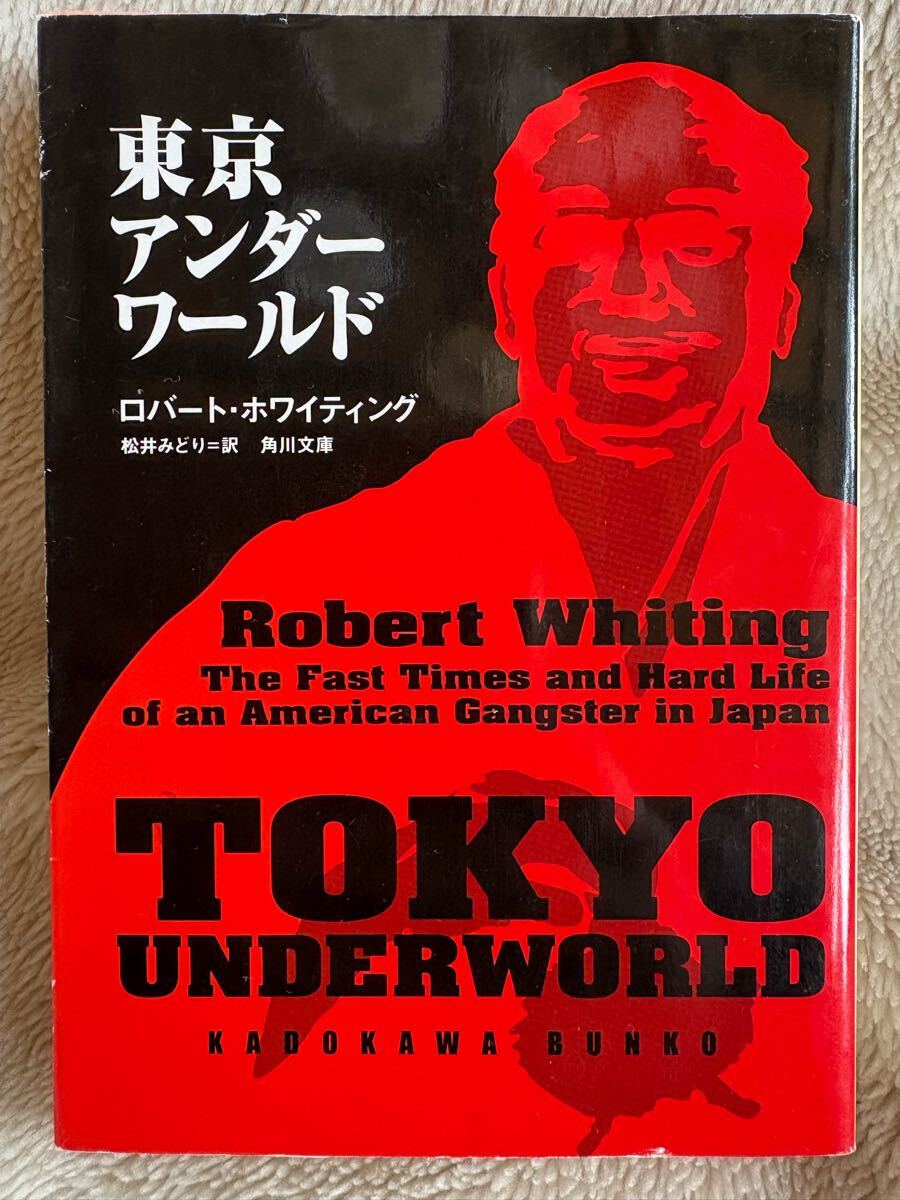 東京
アンダー
ワールド
ロバート・ホワイティング
松井みどり=訳 角川文庫
Robert Whiting
The Fast Times and Hard Life
of an American Gangster in Japan
TOKYO
UNDERWORLD
KADOKAWA BUNKO